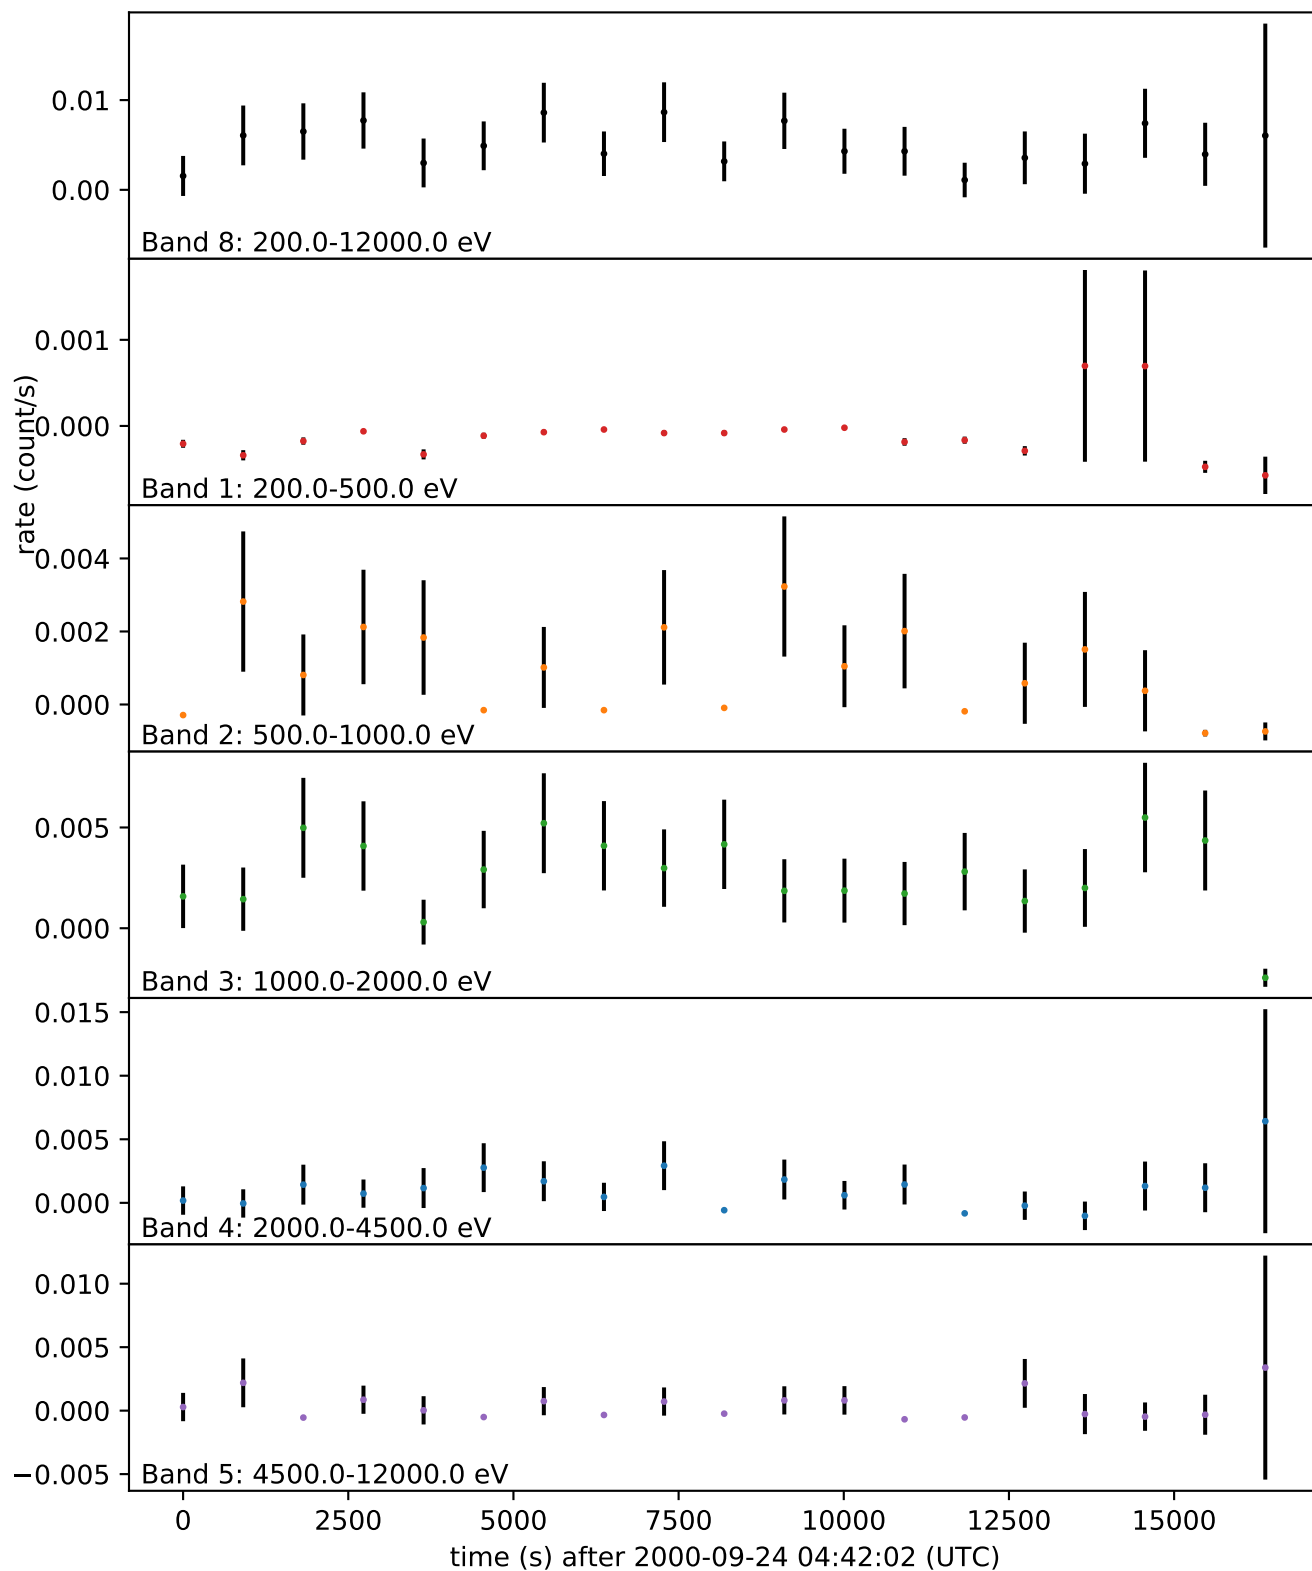 0.01
0.00
Band 8: 200.0-12000.0 eV
0.001
0.000
Band 1: 200.0-500.0 eV
rate (count/s)
0.004
0.002
0.000
Band 2: 500.0-1000.0 eV
0.005
0.000
Band 3: 1000.0-2000.0 eV
0.015
0.010
0.005
0.000
Band 4: 2000.0-4500.0 eV
0.010
0.005
0.000
−0.005
Band 5: 4500.0-12000.0 eV
0 2500 5000 7500 10000 12500 15000
time (s) after 2000-09-24 04:42:02 (UTC)